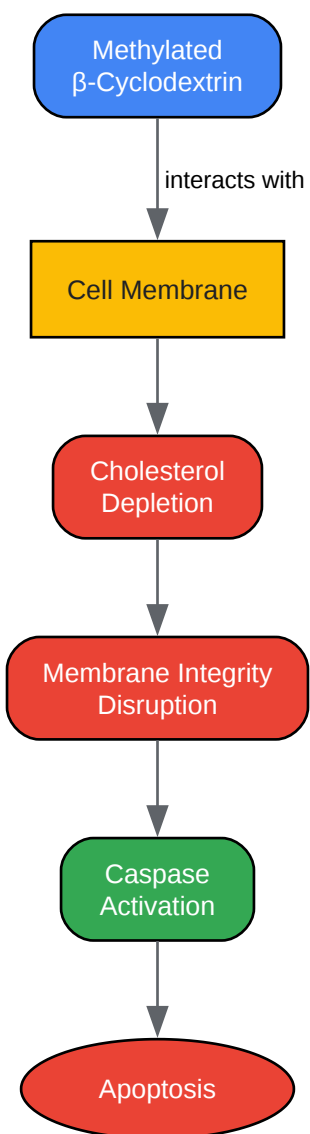 Methylated
β-Cyclodextrin
interacts with
Cell Membrane
Cholesterol
Depletion
Membrane Integrity
Disruption
Caspase
Activation
Apoptosis